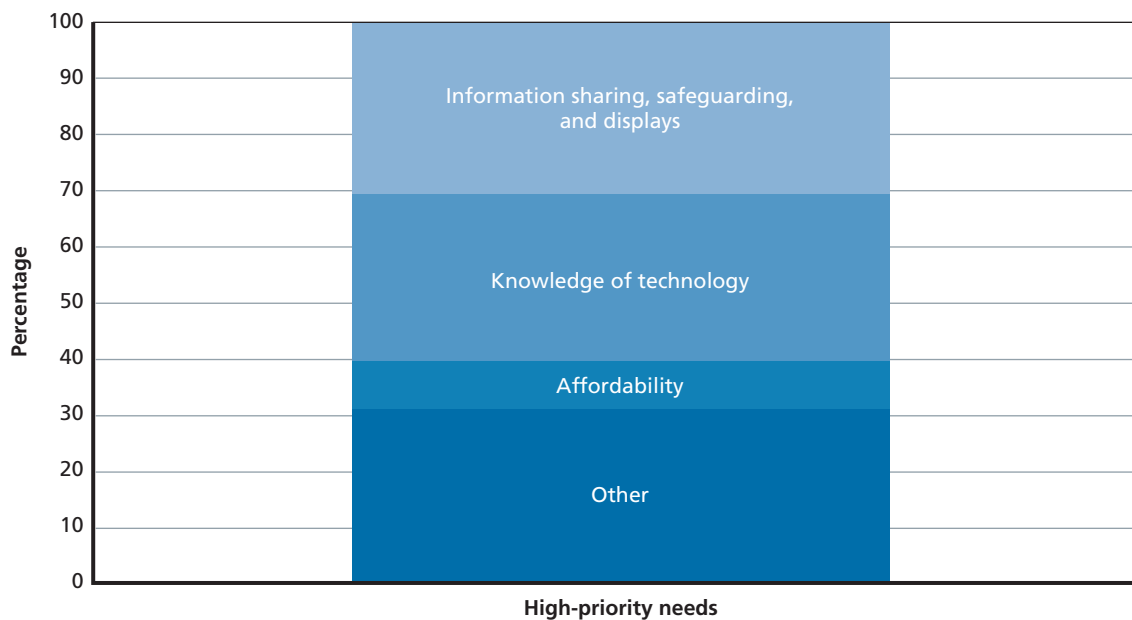 100
90
80
70
60
50
40
30
20
10
0
Percentage
Information sharing, safeguarding,
and displays
Knowledge of technology
Affordability
Other
High-priority needs